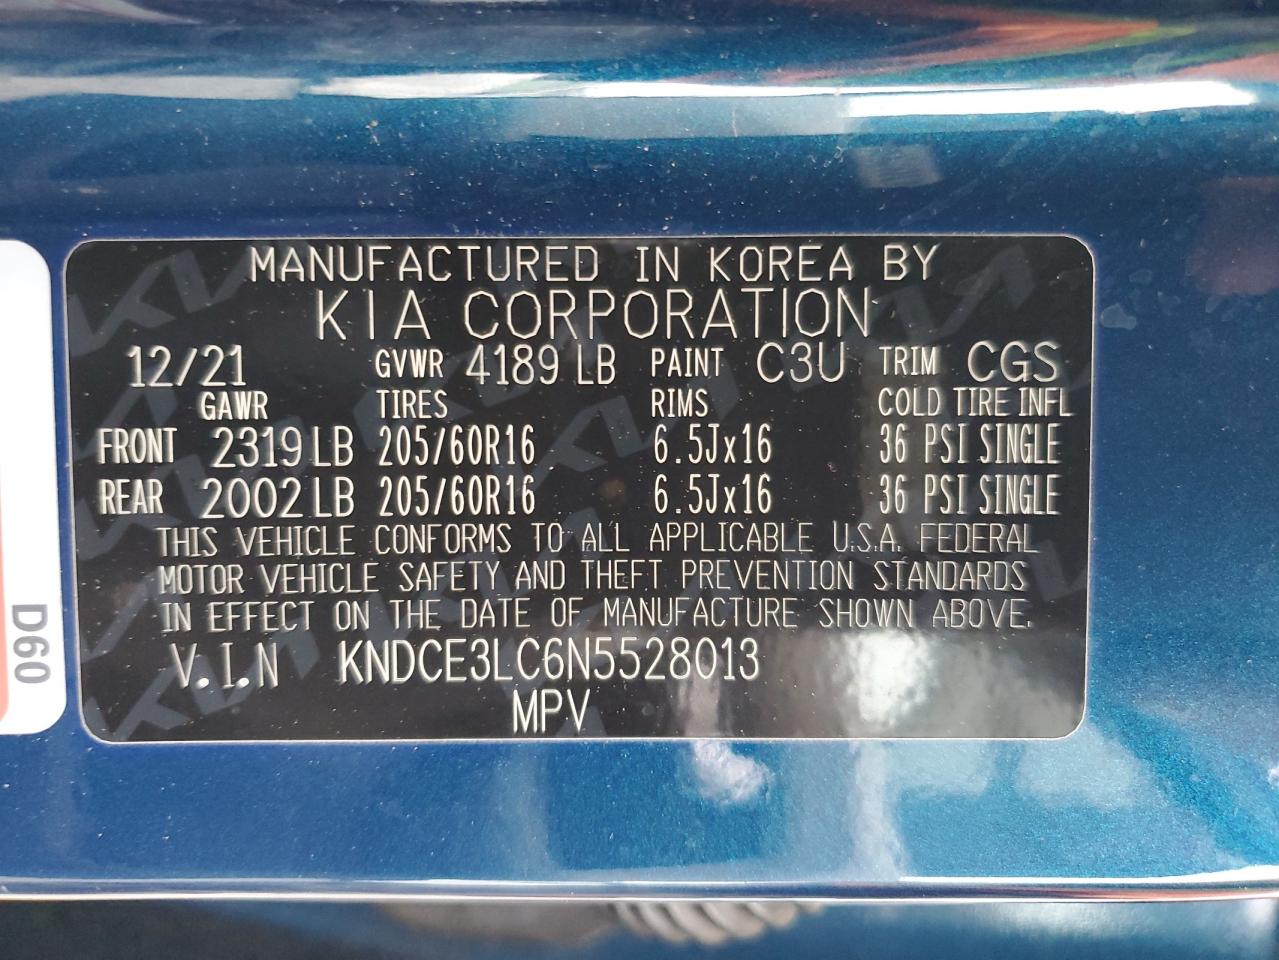 MANUFACTURED IN KOREA BY
KIA CORPORATION
12/21 GVWR 4189 LB PAINT C3U TRIM CGS
GAWR TIRES RIMS COLD TIRE INFL
FRONT 2319 LB 205/60R16 6.5Jx16 36 PSI SINGLE
REAR 2002 LB 205/60R16 6.5Jx16 36 PSI SINGLE
THIS VEHICLE CONFORMS TO ALL APPLICABLE U.S.A. FEDERAL
MOTOR VEHICLE SAFETY AND THEFT PREVENTION STANDARDS
IN EFFECT ON THE DATE OF MANUFACTURE SHOWN ABOVE.
V.I.N KNDCE3LC6N5528013
MPV
D60